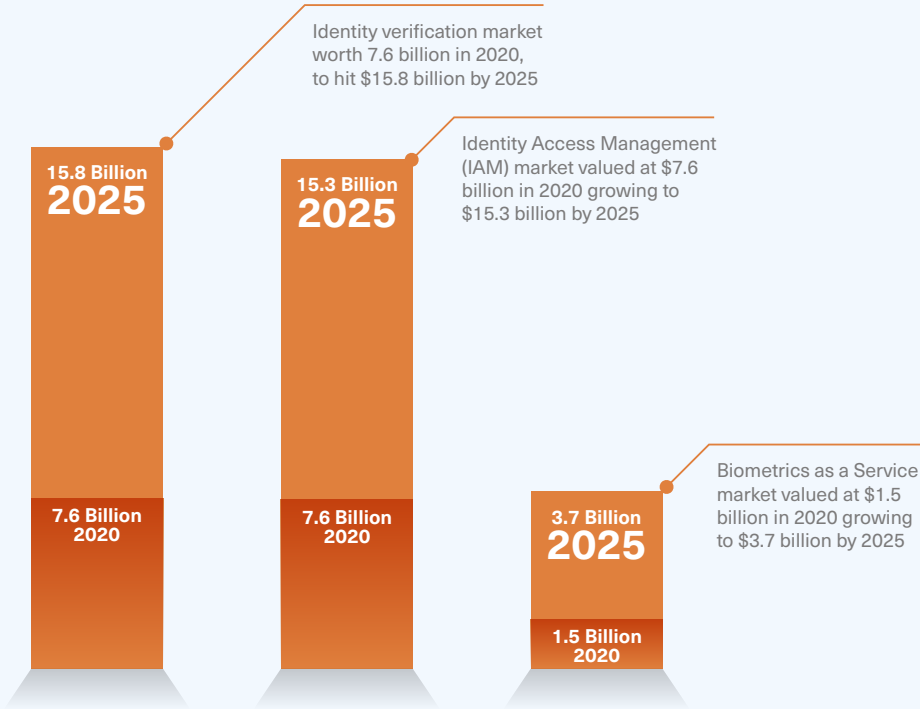 Identity verification market
worth 7.6 billion in 2020,
to hit $15.8 billion by 2025
Identity Access Management
(IAM) market valued at $7.6
billion in 2020 growing to
$15.3 billion by 2025
15.8 Billion
2025
15.3 Billion
2025
Biometrics as a Service
market valued at $1.5
billion in 2020 growing
to $3.7 billion by 2025
7.6 Billion
2020
7.6 Billion
2020
3.7 Billion
2025
1.5 Billion
2020